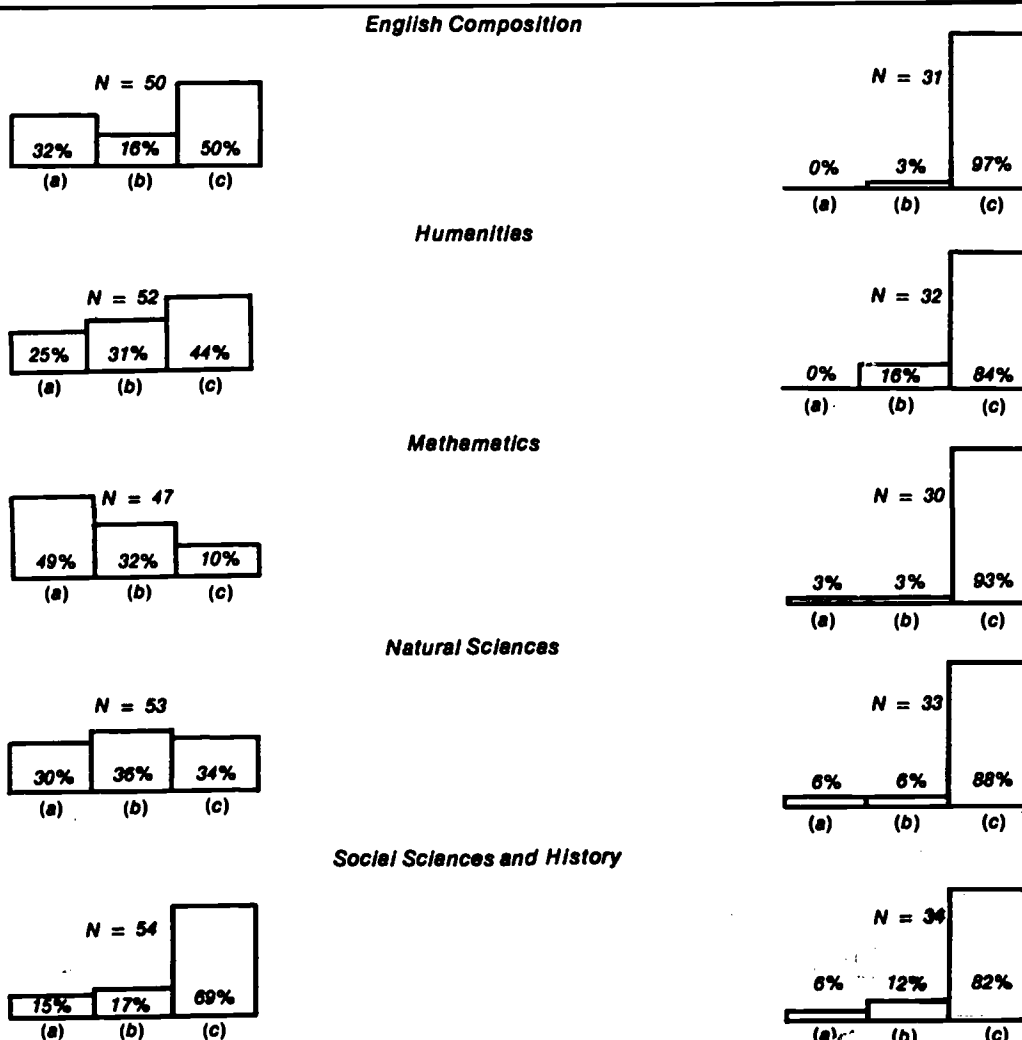 English Composition
N = 50 N = 31
32% 16% 50% 0% 3% 97%
(a) (b) (c) (a) (b) (c)
Humanities
N = 52 N = 32
25% 31% 44% 0% 16% 84%
(a) (b) (c) (a) (b) (c)
Mathematics
N = 47 N = 30
49% 32% 10% 3% 3% 93%
(a) (b) (c) (a) (b) (c)
Natural Sciences
N = 53 N = 33
30% 36% 34% 6% 6% 88%
(a) (b) (c) (a) (b) (c)
Social Sciences and History
N = 54 N = 34
15% 17% 69% 6% 12% 82%
(a) (b) (c) (a) (b) (c)